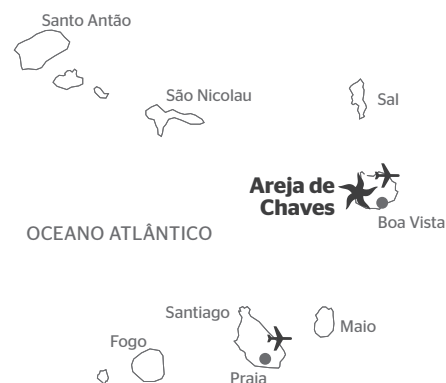 Santo Antão
São Nicolau
Sal
Areja de
Chaves
Boa Vista
OCEANO ATLÂNTICO
Santiago
Maio
Fogo
Praia